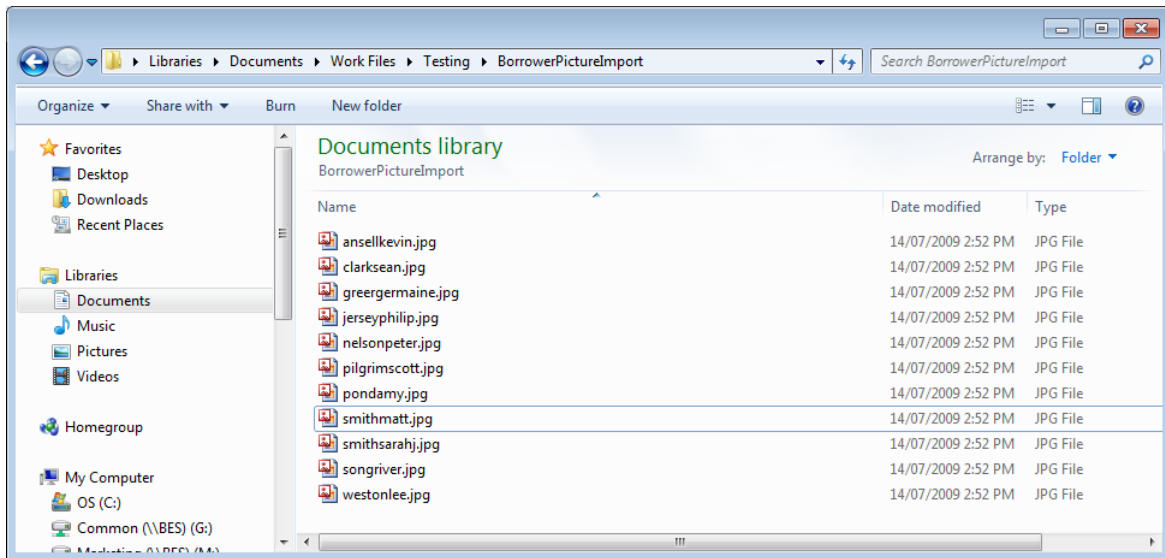 Libraries Documents Work Files Testing BorrowerPictureImport Search BorrowerPictureImport
Organize Share with Burn New folder
Favorites
Desktop
Downloads
Recent Places
Libraries
Documents
Music
Pictures
Videos
Homegroup
My Computer
OS (C:)
Common (\\BES) (G:)
Marketing (\\BES) (M:)
Documents library
BorrowerPictureImport
Arrange by: Folder
Name Date modified Type
ansellkevin.jpg 14/07/2009 2:52 PM JPG File
clarksean.jpg 14/07/2009 2:52 PM JPG File
greergermaine.jpg 14/07/2009 2:52 PM JPG File
jerseyphilip.jpg 14/07/2009 2:52 PM JPG File
nelsonpeter.jpg 14/07/2009 2:52 PM JPG File
pilgrimscott.jpg 14/07/2009 2:52 PM JPG File
pondamy.jpg 14/07/2009 2:52 PM JPG File
smithmatt.jpg 14/07/2009 2:52 PM JPG File
smithsarahj.jpg 14/07/2009 2:52 PM JPG File
songriver.jpg 14/07/2009 2:52 PM JPG File
westonlee.jpg 14/07/2009 2:52 PM JPG File